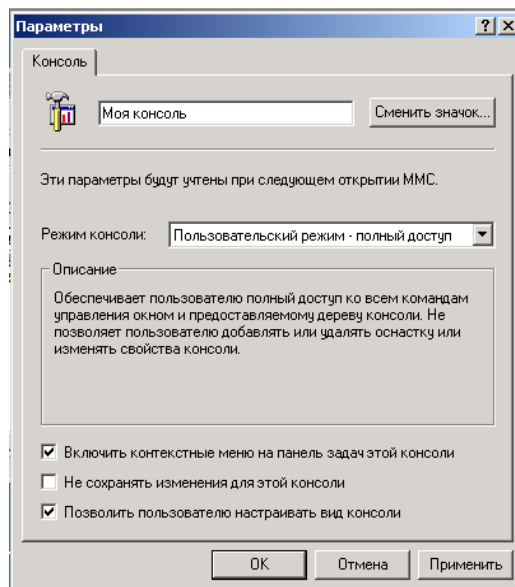 Параметры
Консоль
Моя консоль
Сменить значок...
Эти параметры будут учтены при следующем открытии MMC.
Режим консоли: Пользовательский режим - полный доступ
Описание
Обеспечивает пользователю полный доступ ко всем командам
управления окном и предоставляемому дереву консоли. Не
позволяет пользователю добавлять или удалять оснастку или
изменять свойства консоли.
Включить контекстные меню на панель задач этой консоли
Не сохранять изменения для этой консоли
Позволить пользователю настраивать вид консоли
OK
Отмена
Применить